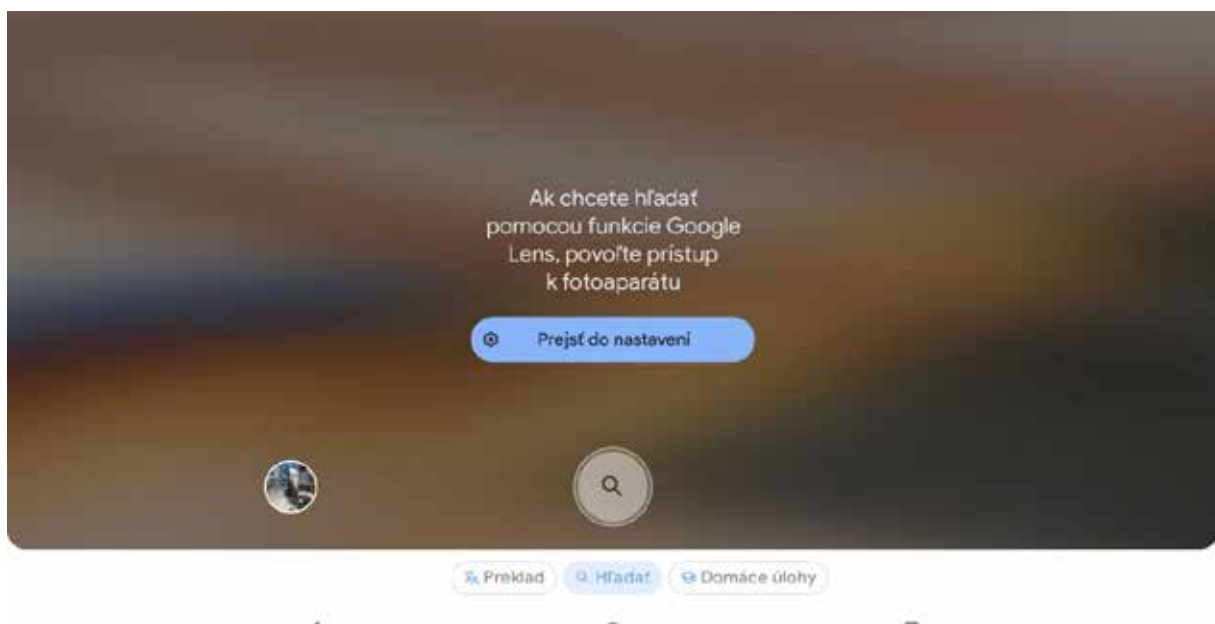 Ak chcete hľadať
pomocou funkcie Google
Lens, povoľte prístup
k fotoaparátu
Prejsť do nastavení
Preklad Hľadať Domáce úlohy